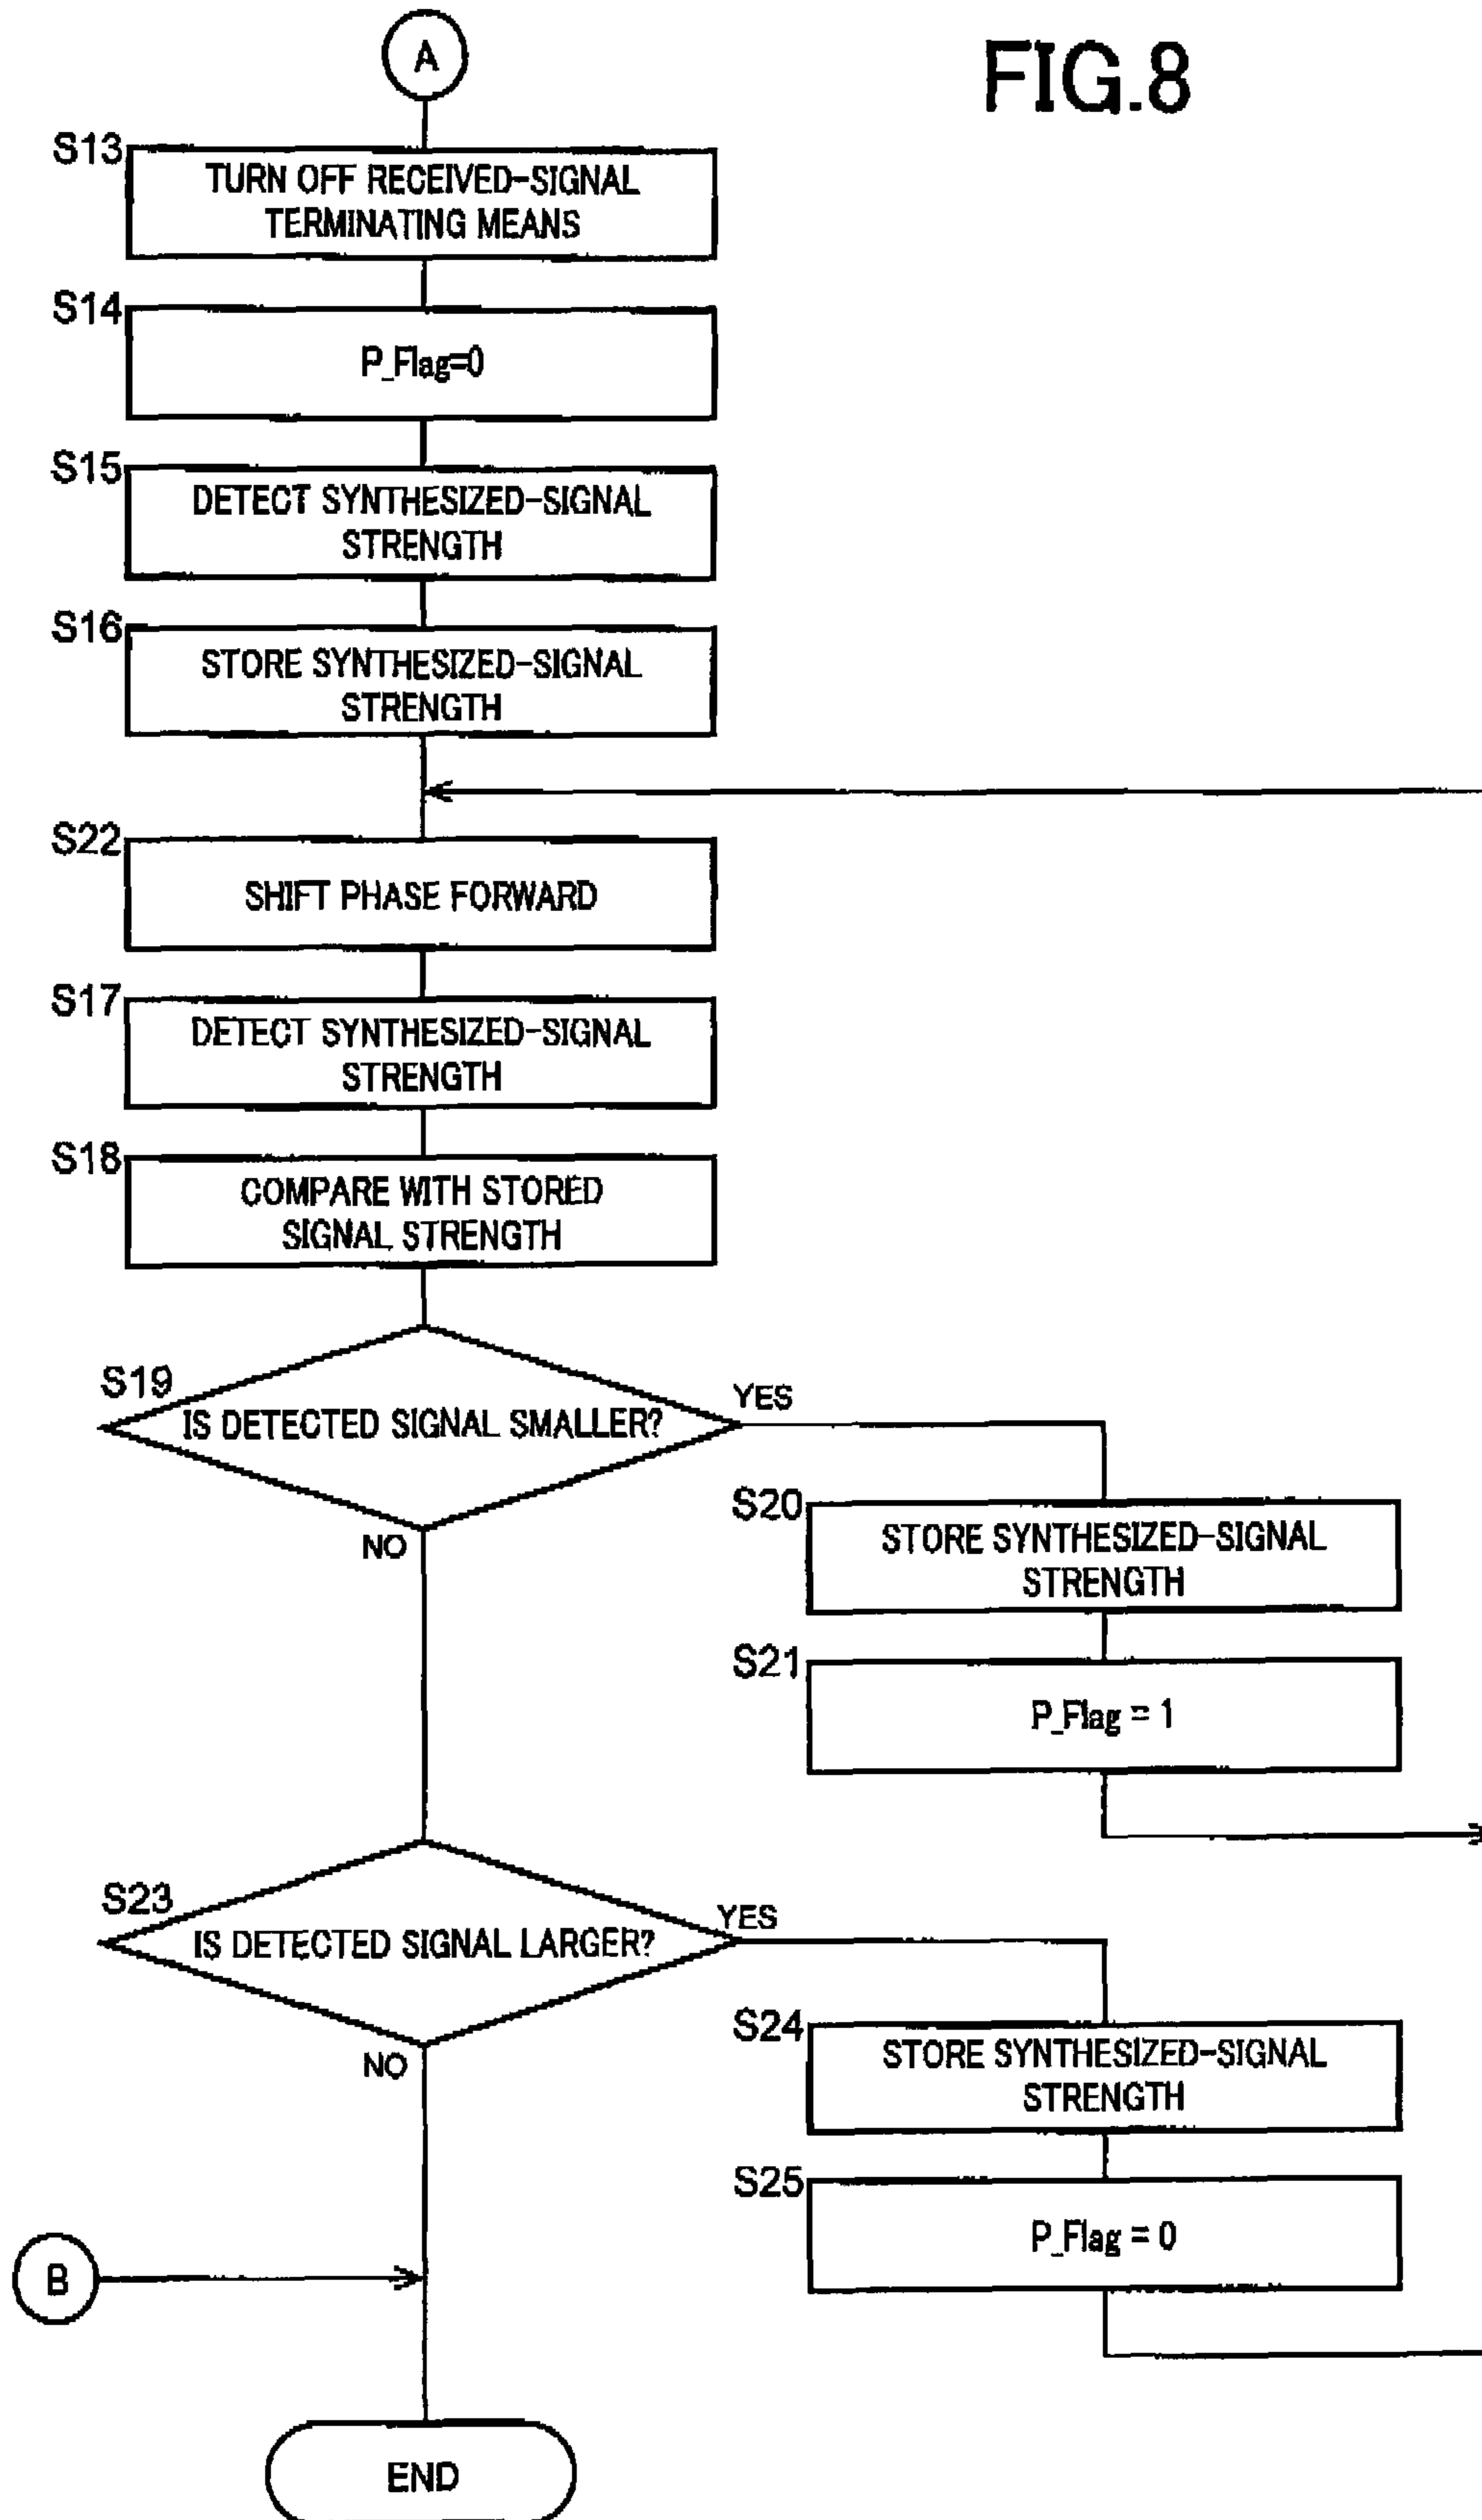 FIG.8
A
S13
TURN OFF RECEIVED-SIGNAL
TERMINATING MEANS
S14
P_Flag=0
S15
DETECT SYNTHESIZED-SIGNAL
STRENGTH
S16
STORE SYNTHESIZED-SIGNAL
STRENGTH
S22
SHIFT PHASE FORWARD
S17
DETECT SYNTHESIZED-SIGNAL
STRENGTH
S18
COMPARE WITH STORED
SIGNAL STRENGTH
S19
IS DETECTED SIGNAL SMALLER?
YES
NO
S20
STORE SYNTHESIZED-SIGNAL
STRENGTH
S21
P_Flag = 1
S23
IS DETECTED SIGNAL LARGER?
YES
NO
S24
STORE SYNTHESIZED-SIGNAL
STRENGTH
S25
P_Flag = 0
B
END